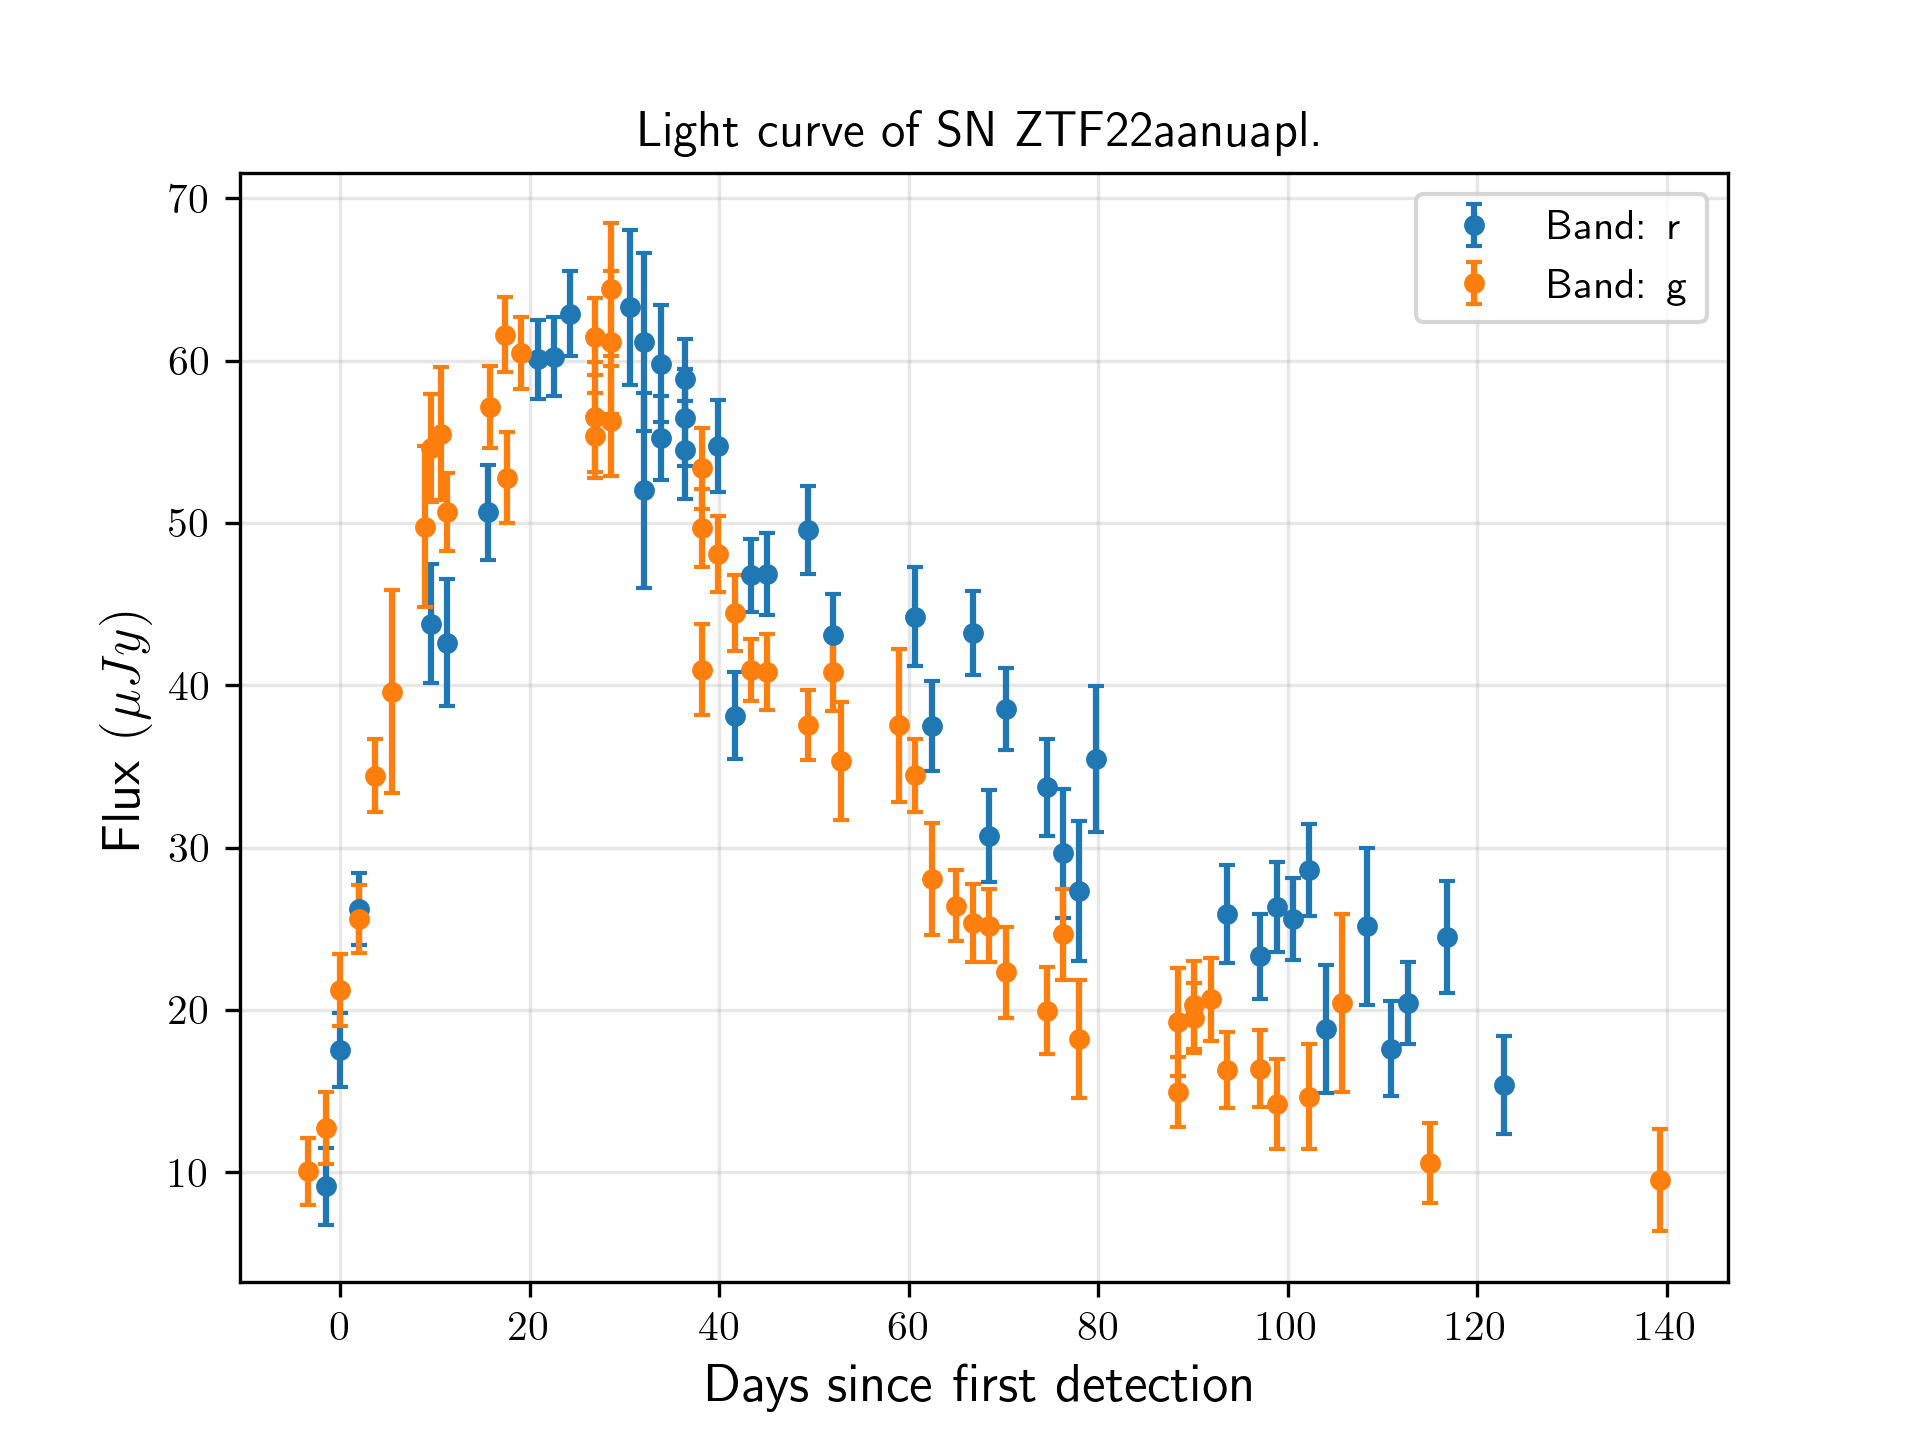 Light curve of SN ZTF22aanuapl.
70
60
50
40
30
20
10
Flux (μJy)
Band: r
Band: g
0 20 40 60 80 100 120 140
Days since first detection